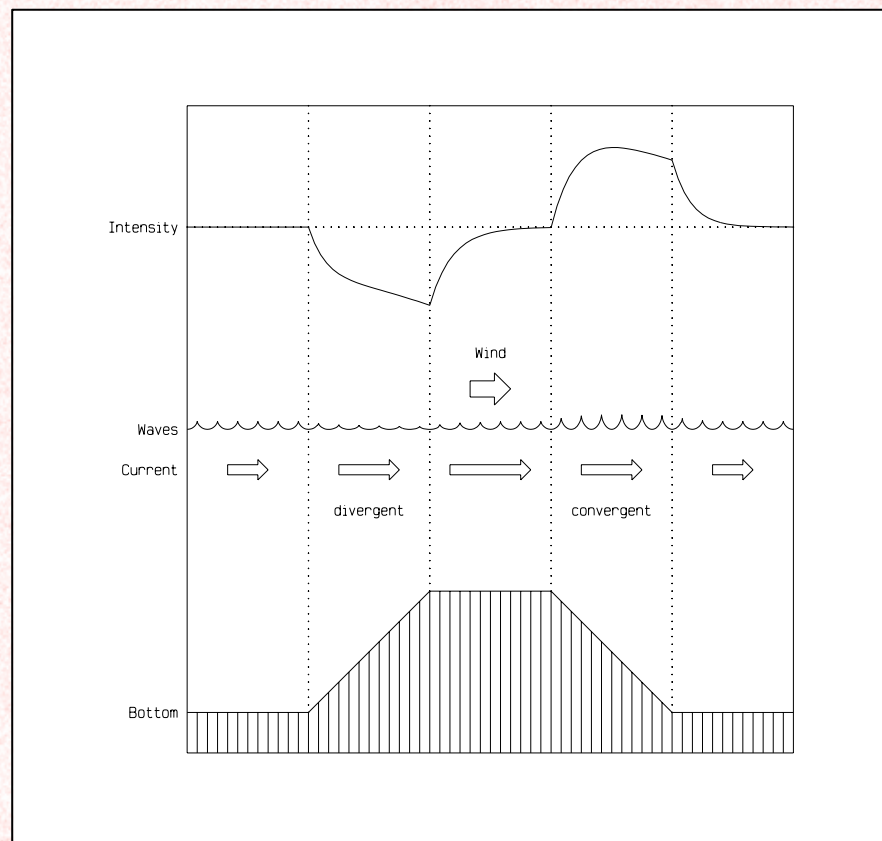 Intensity
Wind
Waves
Current
divergent
convergent
Bottom